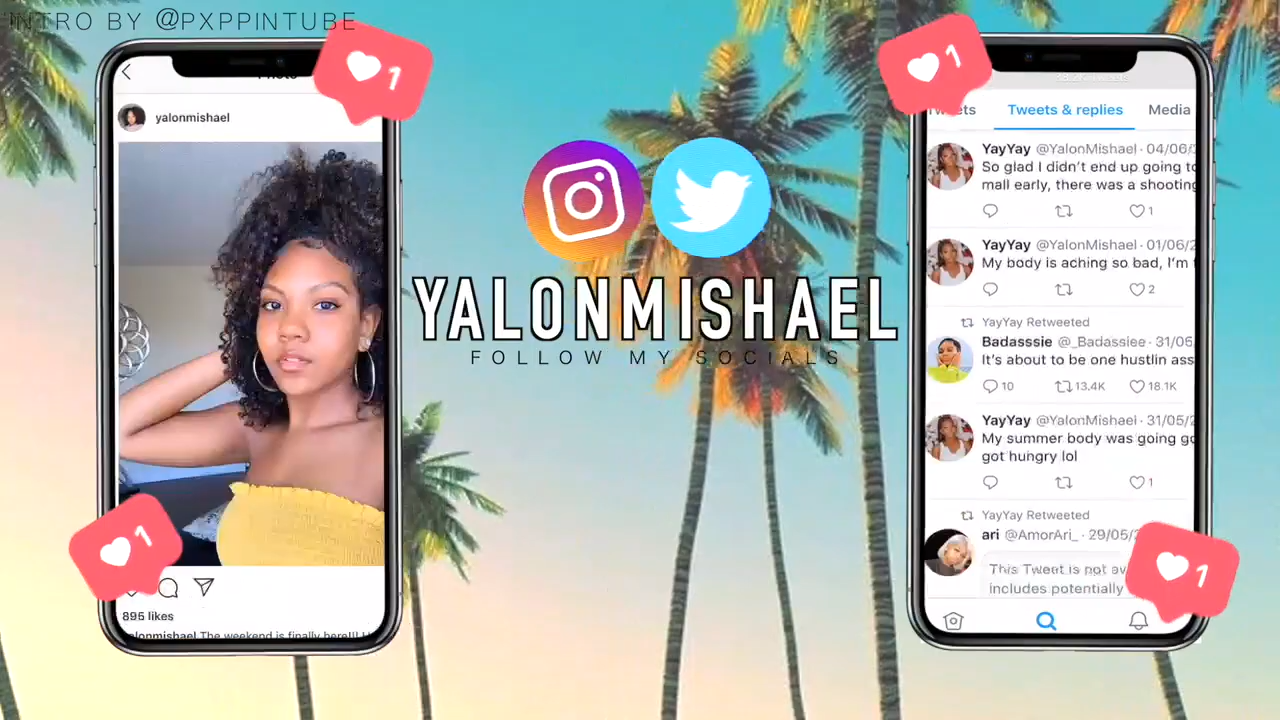 INTRO BY @PXPPINTUBE
1
yalonmishael
895 likes
yalonmishael The weekend is finally here!!!
1
YALONMISHAEL
FOLLOW MY SOCIALS
1
Tweets
Tweets & replies
Media
YayYay @YalonMishael · 04/06/
So glad I didn't end up going to
mall early, there was a shooting
1
YayYay @YalonMishael · 01/06/2
My body is aching so bad, I'm
2
YayYay Retweeted
Badasssie @_Badassiee · 31/05
It's about to be one hustlin ass
10 13.4K 18.1K
YayYay @YalonMishael · 31/05/2
My summer body was going
got hungry lol
1
YayYay Retweeted
ari @AmorAri_ · 29/05/
This Tweet is not
includes potentially
1